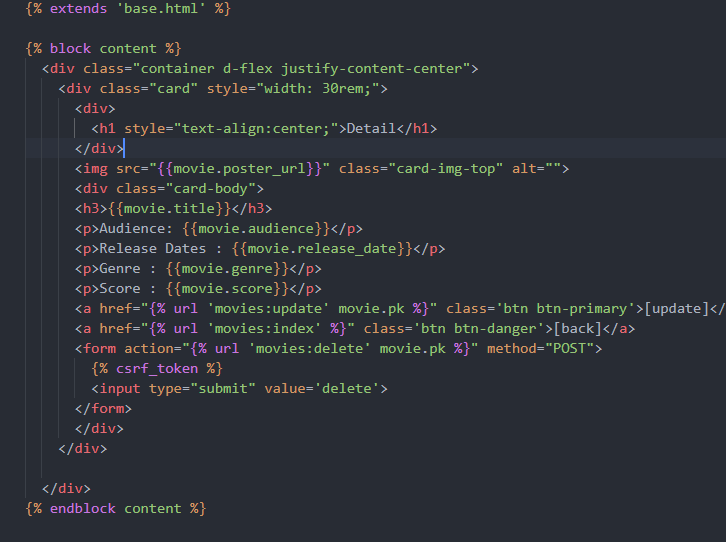 {% extends 'base.html' %}
{% block content %}
<div class="container d-flex justify-content-center">
<div class="card" style="width: 30rem;">
<div>
<h1 style="text-align:center;">Detail</h1>
</div>
<img src="{{movie.poster_url}}" class="card-img-top" alt="">
<div class="card-body">
<h3>{{movie.title}}</h3>
<p>Audience: {{movie.audience}}</p>
<p>Release Dates : {{movie.release_date}}</p>
<p>Genre : {{movie.genre}}</p>
<p>Score : {{movie.score}}</p>
<a href="{% url 'movies:update' movie.pk %}" class='btn btn-primary'>[update]</
<a href="{% url 'movies:index' %}" class='btn btn-danger'>[back]</a>
<form action="{% url 'movies:delete' movie.pk %}" method="POST">
{% csrf_token %}
<input type="submit" value='delete'>
</form>
</div>
</div>
</div>
{% endblock content %}